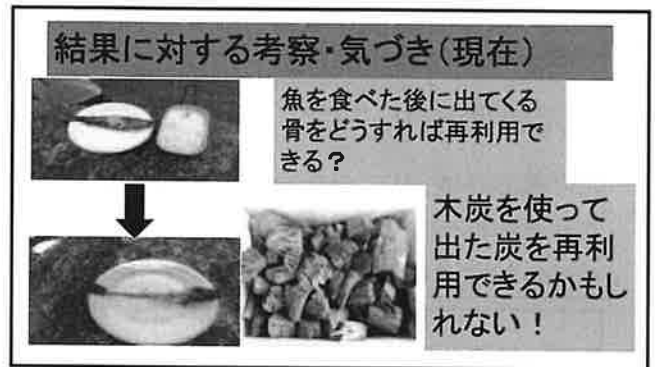 結果に対する考察・気づき(現在)
魚を食べた後に出てくる
骨をどうすれば再利用で
きる?
木炭を使って
出た炭を再利
用できるかもし
れない!